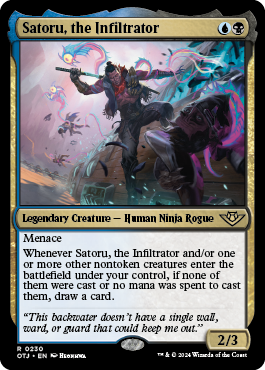 Satoru, the Infiltrator
Legendary Creature — Human Ninja Rogue
Menace
Whenever Satoru, the Infiltrator and/or one
or more other nontoken creatures enter the
battlefield under your control, if none of
them were cast or no mana was spent to cast
them, draw a card.
“This backwater doesn’t have a single wall,
ward, or guard that could keep me out.”
2/3
R 0230
OTJ • EN Hueniwa
™ & © 2024 Wizards of the Coast